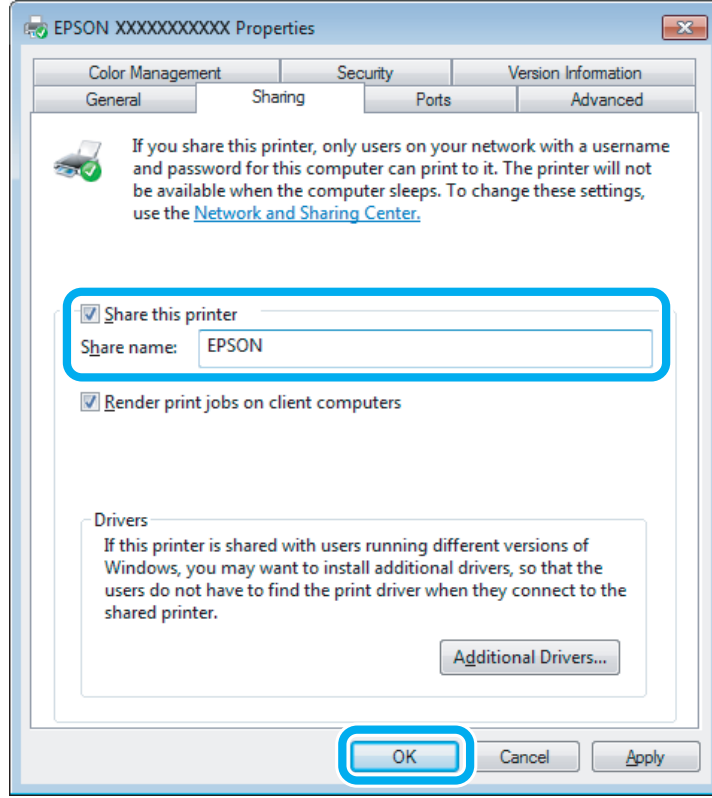 EPSON XXXXXXXXXXX Properties
Color Management
Security
Version Information
General
Sharing
Ports
Advanced
If you share this printer, only users on your network with a username
and password for this computer can print to it. The printer will not
be available when the computer sleeps. To change these settings,
use the Network and Sharing Center.
Share this printer
Share name: EPSON
Render print jobs on client computers
Drivers
If this printer is shared with users running different versions of
Windows, you may want to install additional drivers, so that the
users do not have to find the print driver when they connect to the
shared printer.
Additional Drivers...
OK Cancel Apply